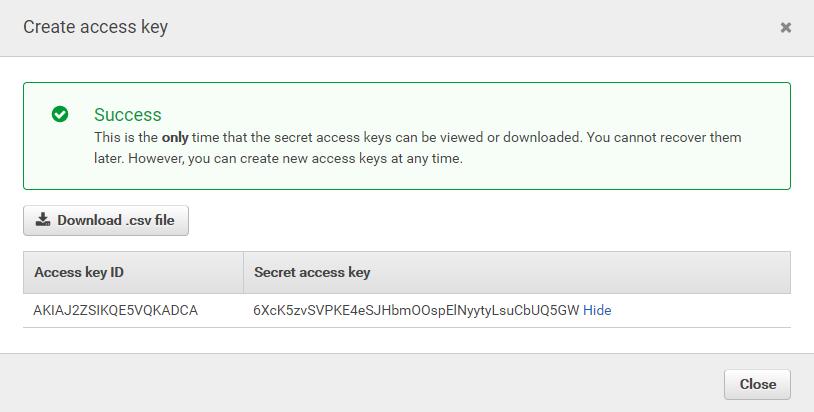 Create access key
Success
This is the only time that the secret access keys can be viewed or downloaded. You cannot recover them
later. However, you can create new access keys at any time.
Download .csv file
Access key ID Secret access key
AKIAJ2ZSIKQE5VQKADCA 6XcK5zvSVPKE4eSJHbmOOspElNyytyLsuCbUQ5GW Hide
Close